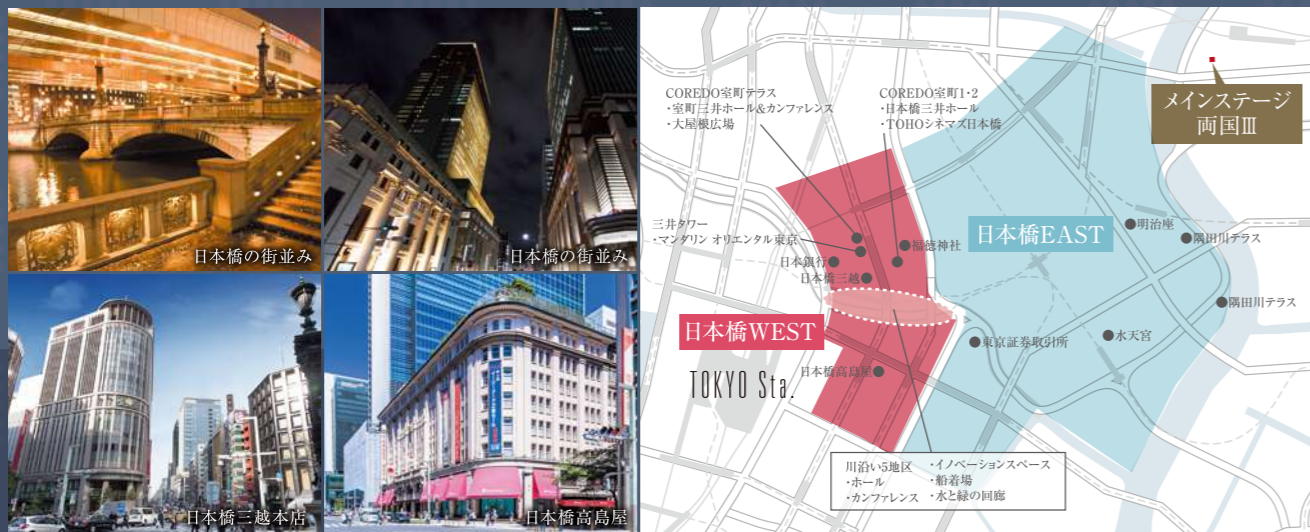 日本橋の街並み
日本橋の街並み
日本橋三越本店
日本橋高島屋
COREDO室町テラス
・室町三井ホール&カンファレンス
・大屋根広場
COREDO室町1・2
・日本橋三井ホール
・TOHOシネマズ日本橋
メインステージ
両国Ⅲ
三井タワー
・マンダリン オリエンタル東京
日本銀行●
日本橋三越●
●福徳神社
日本橋EAST
●明治座
●隅田川テラス
●隅田川テラス
日本橋WEST
●東京証券取引所
●水天宮
日本橋高島屋●
TOKYO Sta.
川沿い5地区
・ホール
・カンファレンス
・イノベーションスペース
・船着場
・水と緑の回廊